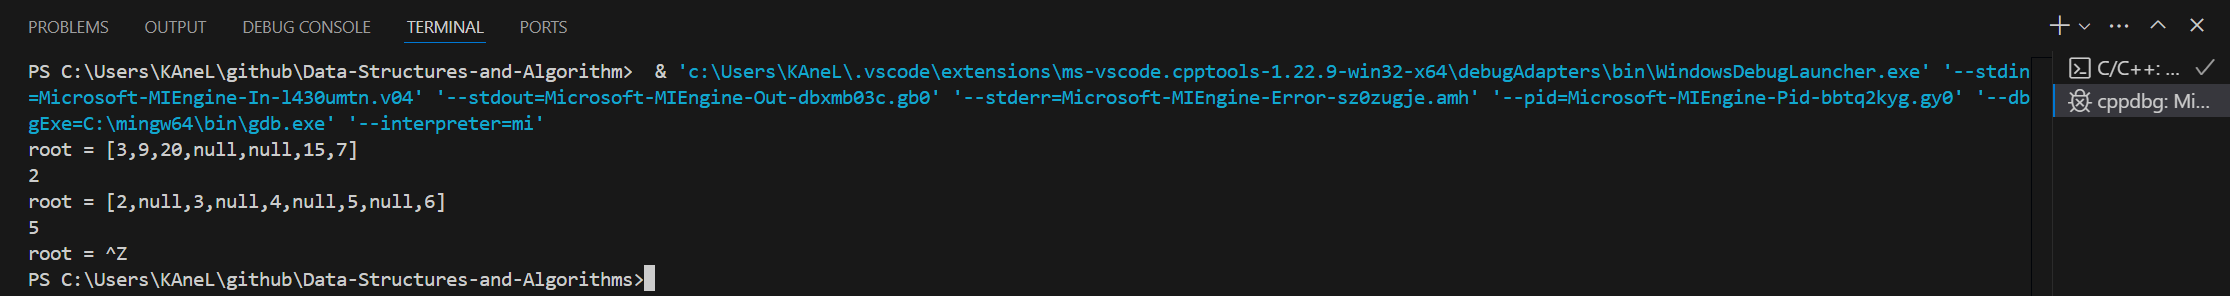 PROBLEMS OUTPUT DEBUG CONSOLE TERMINAL PORTS
PS C:\Users\KAneL\github\Data-Structures-and-Algorithm>  & 'c:\Users\KAneL\.vscode\extensions\ms-vscode.cpptools-1.22.9-win32-x64\debugAdapters\bin\WindowsDebugLauncher.exe' '--stdin
=Microsoft-MIEngine-In-l430umtn.v04' '--stdout=Microsoft-MIEngine-Out-dbxmb03c.gb0' '--stderr=Microsoft-MIEngine-Error-sz0zugje.amh' '--pid=Microsoft-MIEngine-Pid-bbtq2kyg.gy0' '--db
gExe=C:\mingw64\bin\gdb.exe' '--interpreter=mi'
root = [3,9,20,null,null,15,7]
2
root = [2,null,3,null,4,null,5,null,6]
5
root = ^Z
PS C:\Users\KAneL\github\Data-Structures-and-Algorithms>
C/C++: ...
cppdbg: Mi...